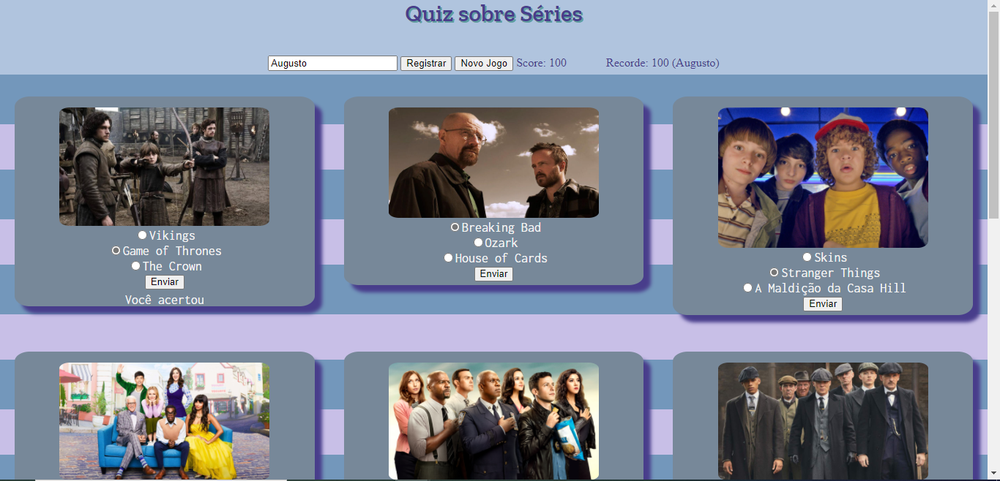 Quiz sobre Séries
Augusto Registrar Novo Jogo Score: 100 Recorde: 100 (Augusto)
Vikings
Game of Thrones
The Crown
Enviar
Você acertou
Breaking Bad
Ozark
House of Cards
Enviar
Skins
Stranger Things
A Maldição da Casa Hill
Enviar